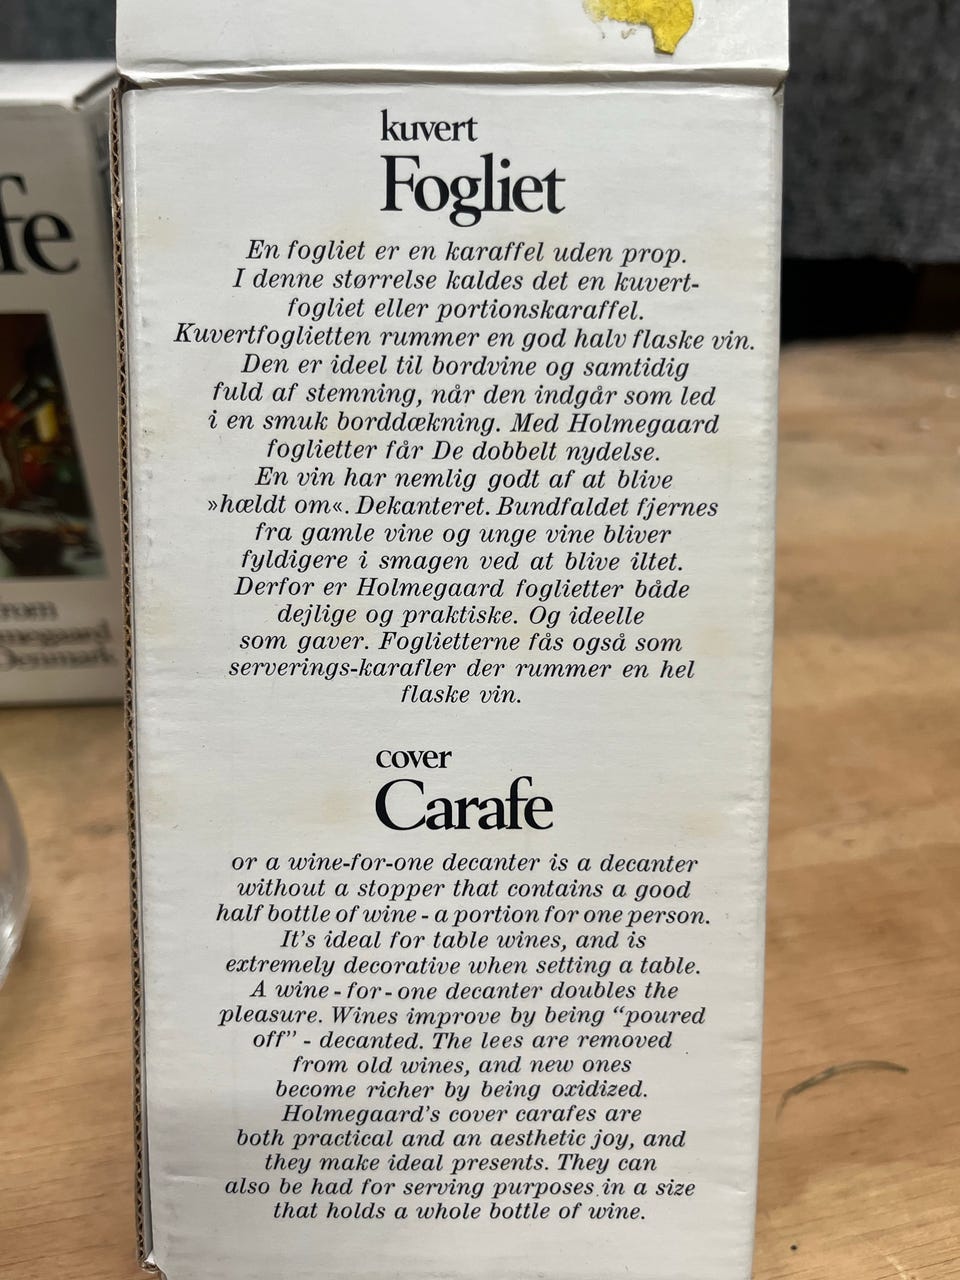 kuvert
Fogliet
En fogliet er en karaffel uden prop.
I denne størrelse kaldes det en kuvert-
fogliet eller portionskaraffel.
Kuvertfoglietten rummer en god halv flaske vin.
Den er ideel til bordvine og samtidig
fuld af stemning, når den indgår som led
i en smuk borddækning. Med Holmegaard
foglietter får De dobbelt nydelse.
En vin har nemlig godt af at blive
»hældt om«. Dekanteret. Bundfaldet fjernes
fra gamle vine og unge vine bliver
fyldigere i smagen ved at blive iltet.
Derfor er Holmegaard foglietter både
dejlige og praktiske. Og ideelle
som gaver. Foglietterne fås også som
serverings-karafler der rummer en hel
flaske vin.
cover
Carafe
or a wine-for-one decanter is a decanter
without a stopper that contains a good
half bottle of wine - a portion for one person.
It's ideal for table wines, and is
extremely decorative when setting a table.
A wine - for - one decanter doubles the
pleasure. Wines improve by being “poured
off” - decanted. The lees are removed
from old wines, and new ones
become richer by being oxidized.
Holmegaard's cover carafes are
both practical and an aesthetic joy, and
they make ideal presents. They can
also be had for serving purposes in a size
that holds a whole bottle of wine.
fe
from
megaard
Denmark